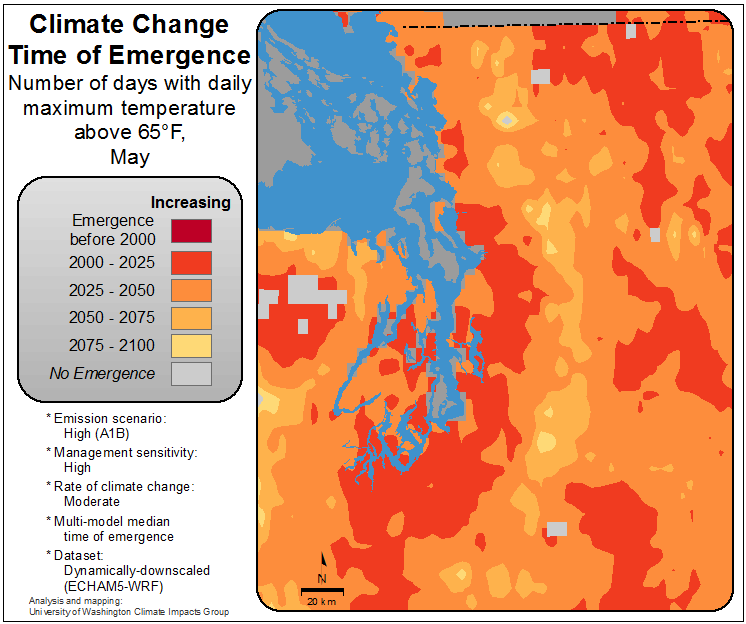 Climate Change
Time of Emergence
Number of days with daily
maximum temperature
above 65°F,
May
Increasing
Emergence
before 2000
2000 - 2025
2025 - 2050
2050 - 2075
2075 - 2100
No Emergence
* Emission scenario:
High (A1B)
* Management sensitivity:
High
* Rate of climate change:
Moderate
* Multi-model median
time of emergence
* Dataset:
Dynamically-downscaled
(ECHAM5-WRF)
Analysis and mapping:
University of Washington Climate Impacts Group
N
20 km